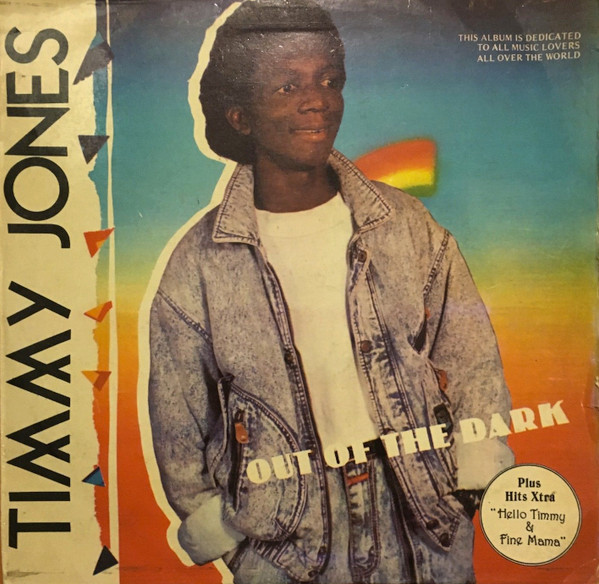 TIMMY JONES
THIS ALBUM IS DEDICATED
TO ALL MUSIC LOVERS
ALL OVER THE WORLD
OUT OF THE DARK
Plus
Hits Xtra
"Hello Timmy
&
Fine Mama"